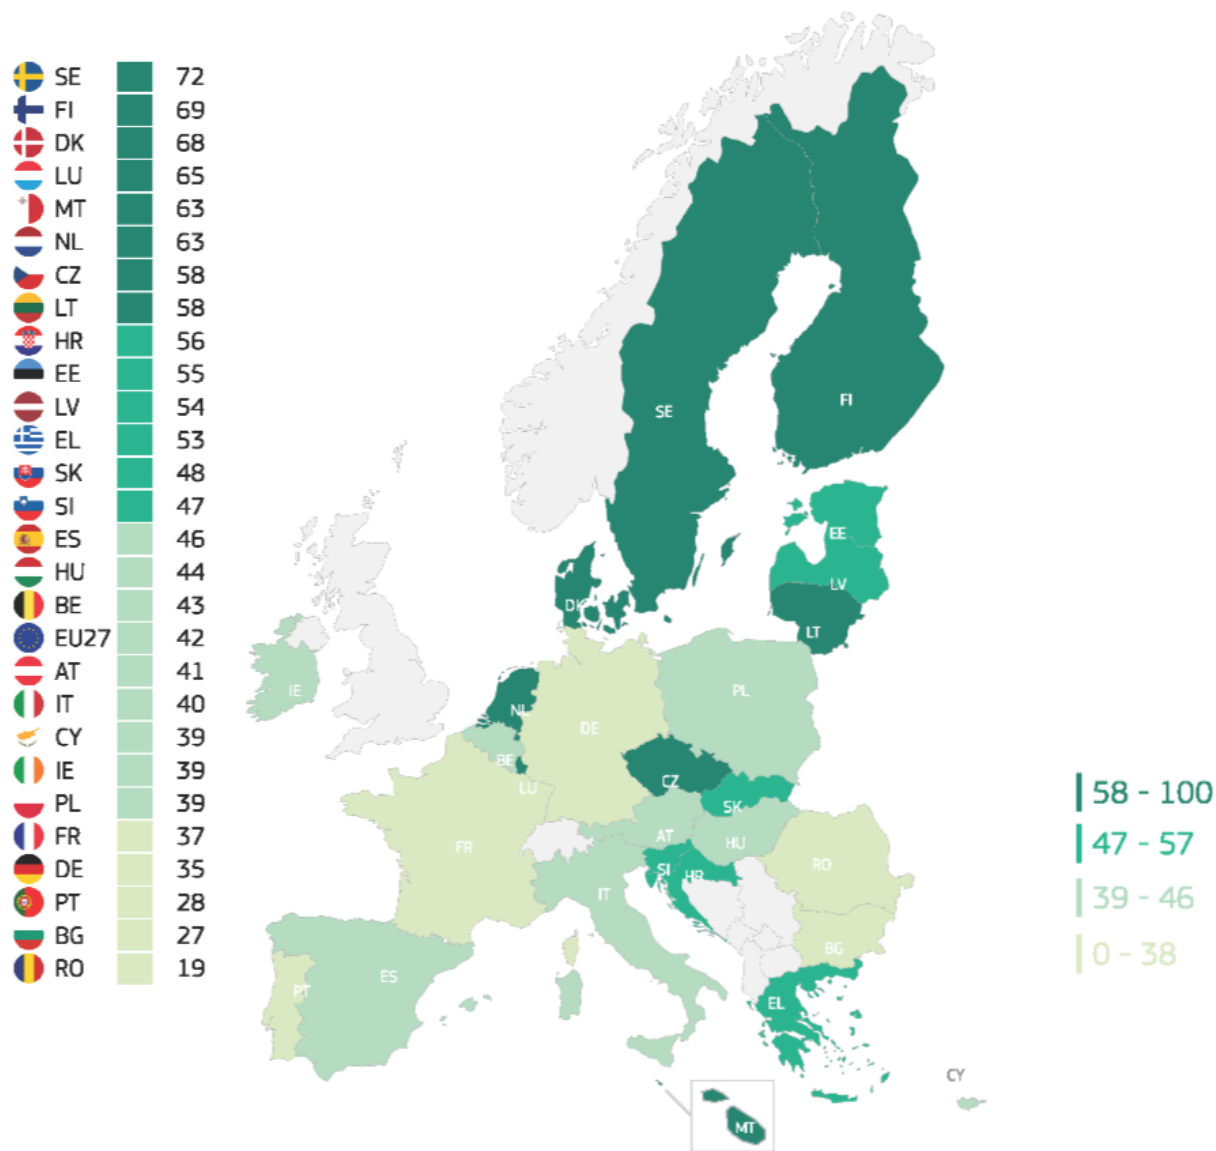 SE 72
FI 69
DK 68
LU 65
MT 63
NL 63
CZ 58
LT 58
HR 56
EE 55
LV 54
EL 53
SK 48
SI 47
ES 46
HU 44
BE 43
EU27 42
AT 41
IT 40
CY 39
IE 39
PL 39
FR 37
DE 35
PT 28
BG 27
RO 19
SE
FI
EE
LV
DK
LT
IE
PL
NL
DE
BE
CZ
LU
SK
AT
HU
FR
RO
SI
HR
IT
BG
ES
PT
EL
CY
MT
58 - 100
47 - 57
39 - 46
0 - 38